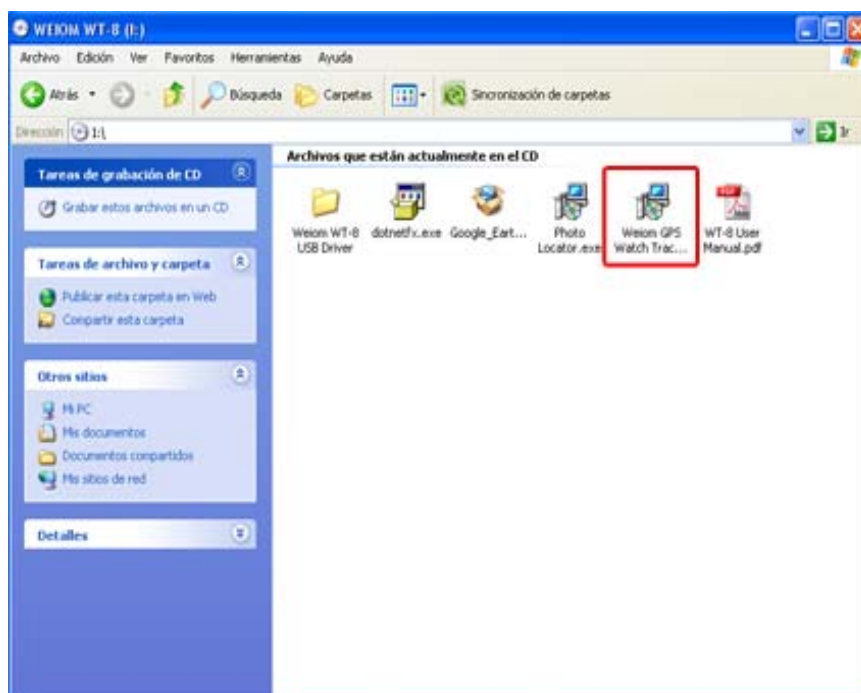 WEIOM WT-8 (I:)
Archivo Edición Ver Favoritos Herramientas Ayuda
Atrás Búsqueda Carpetas Sincronización de carpetas
Dirección I:\ Ir
Tareas de grabación de CD
Grabar estos archivos en un CD
Tareas de archivo y carpeta
Publicar esta carpeta en Web
Compartir esta carpeta
Otros sitios
Mi PC
Mis documentos
Documentos compartidos
Mis sitios de red
Detalles
Archivos que están actualmente en el CD
Weiom WT-8
USB Driver
dotnetfx.exe
Google_Eart...
Photo
Locator.exe
Weiom GPS
Watch Trac....
WT-8 User
Manual.pdf